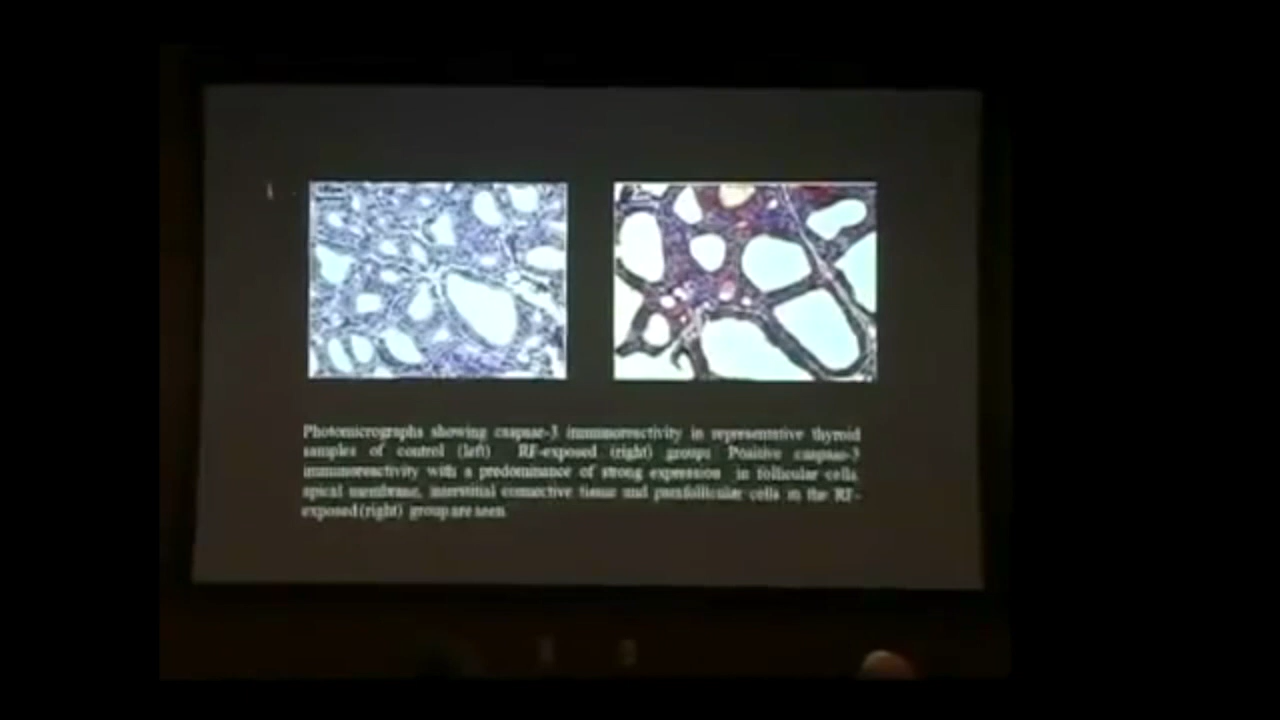 Photomicrographs showing caspase-3 immunoreactivity in representative thyroid
samples of control (left) RF-exposed (right) groups Positive caspase-3
immunoreactivity with a predominance of strong expression in follicular cells
apical membrane, interstitial connective tissue and parafollicular cells in the RF-
exposed (right) group are seen